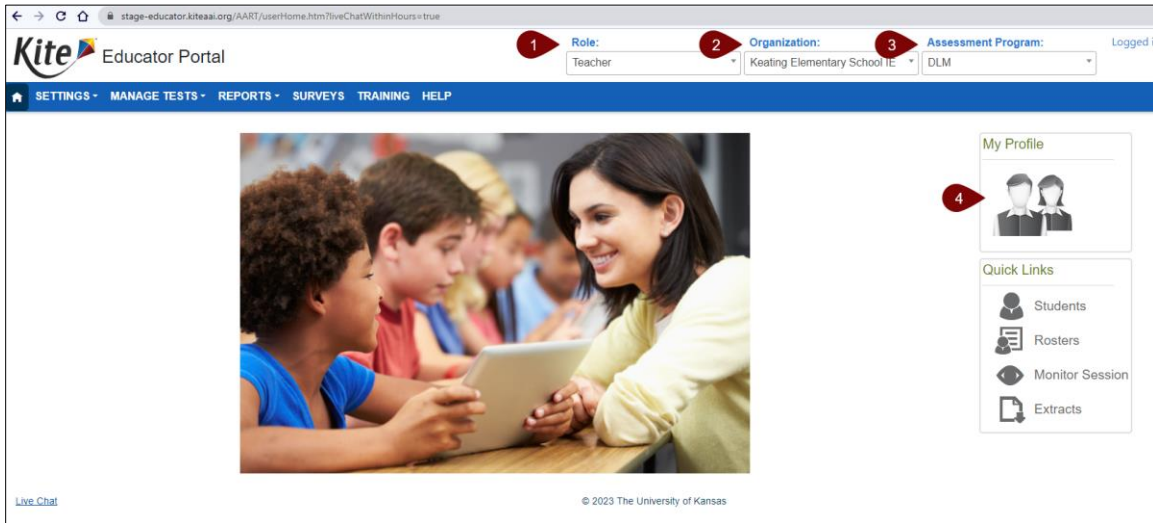 stage-educator.kiteaai.org/AART/userHome.htm?liveChatWithinHours=true
Kite Educator Portal
1 Role: 2 Organization: 3 Assessment Program: Logged i
Teacher Keating Elementary School IE DLM
SETTINGS MANAGE TESTS REPORTS SURVEYS TRAINING HELP
My Profile
4
Quick Links
Students
Rosters
Monitor Session
Extracts
Live Chat © 2023 The University of Kansas